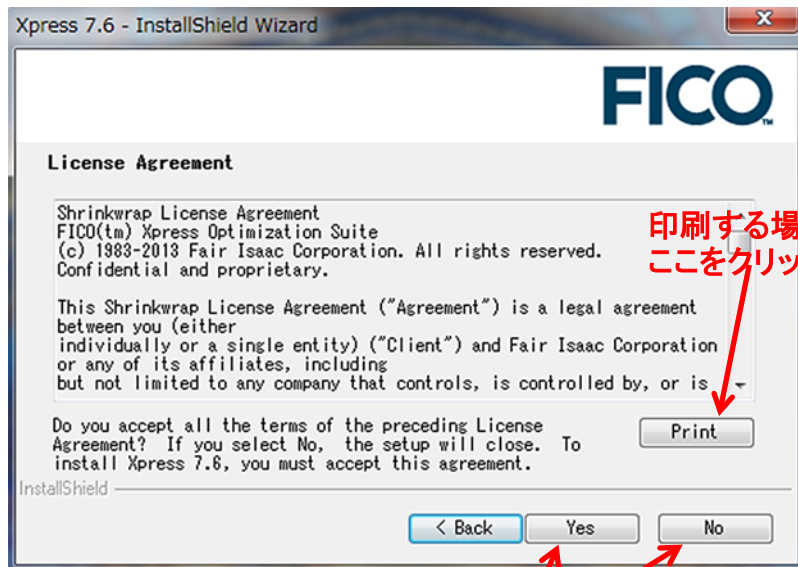 Xpress 7.6 - InstallShield Wizard
FICO
TM
License Agreement
Shrinkwrap License Agreement
FICO(tm) Xpress Optimization Suite
(c) 1983-2013 Fair Isaac Corporation. All rights reserved.
Confidential and proprietary.
This Shrinkwrap License Agreement ("Agreement") is a legal agreement
between you (either
individually or a single entity) ("Client") and Fair Isaac Corporation
or any of its affiliates, including
but not limited to any company that controls, is controlled by, or is
印刷する場
ここをクリッ
Do you accept all the terms of the preceding License
Agreement? If you select No, the setup will close. To
install Xpress 7.6, you must accept this agreement.
Print
InstallShield
< Back
Yes
No